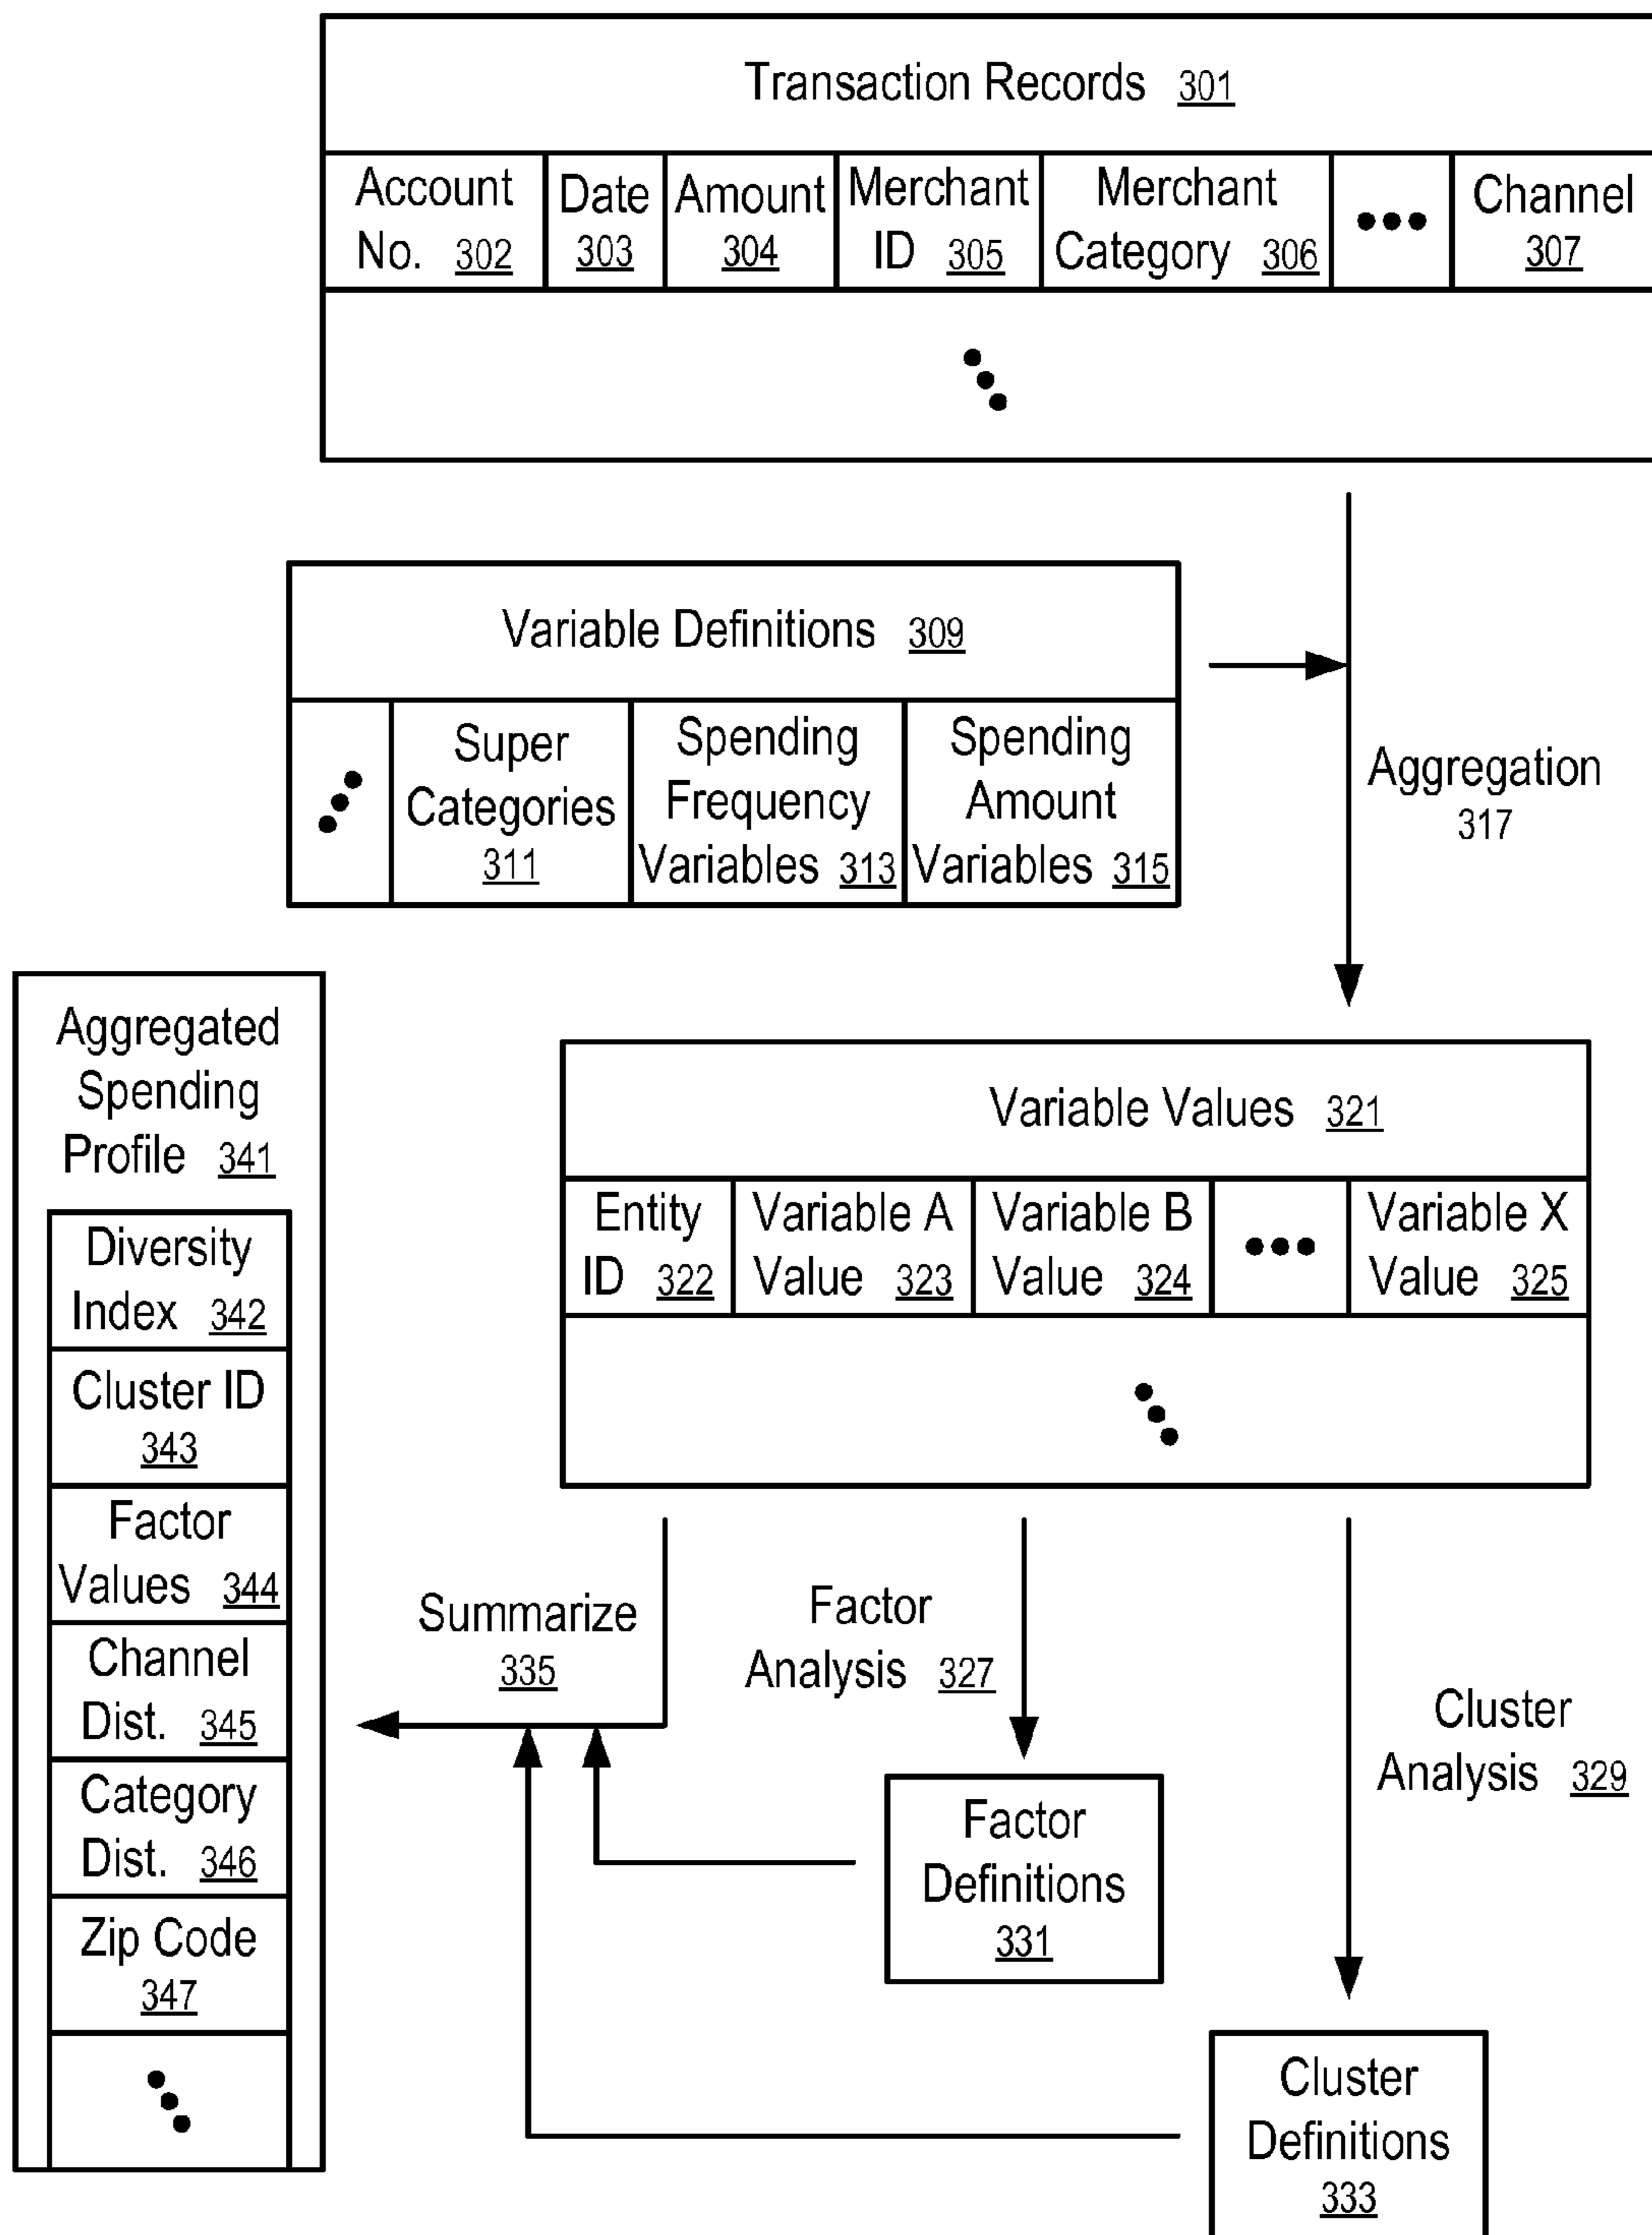 Transaction Records 301
Account
No. 302
Date
303
Amount
304
Merchant
ID 305
Merchant
Category 306
•••
Channel
307
Variable Definitions 309
Super
Categories
311
Spending
Frequency
Variables 313
Spending
Amount
Variables 315
Aggregation
317
Aggregated
Spending
Profile 341
Diversity
Index 342
Cluster ID
343
Factor
Values 344
Channel
Dist. 345
Category
Dist. 346
Zip Code
347
Variable Values 321
Entity
ID 322
Variable A
Value 323
Variable B
Value 324
•••
Variable X
Value 325
Summarize
335
Factor
Analysis 327
Cluster
Analysis 329
Factor
Definitions
331
Cluster
Definitions
333